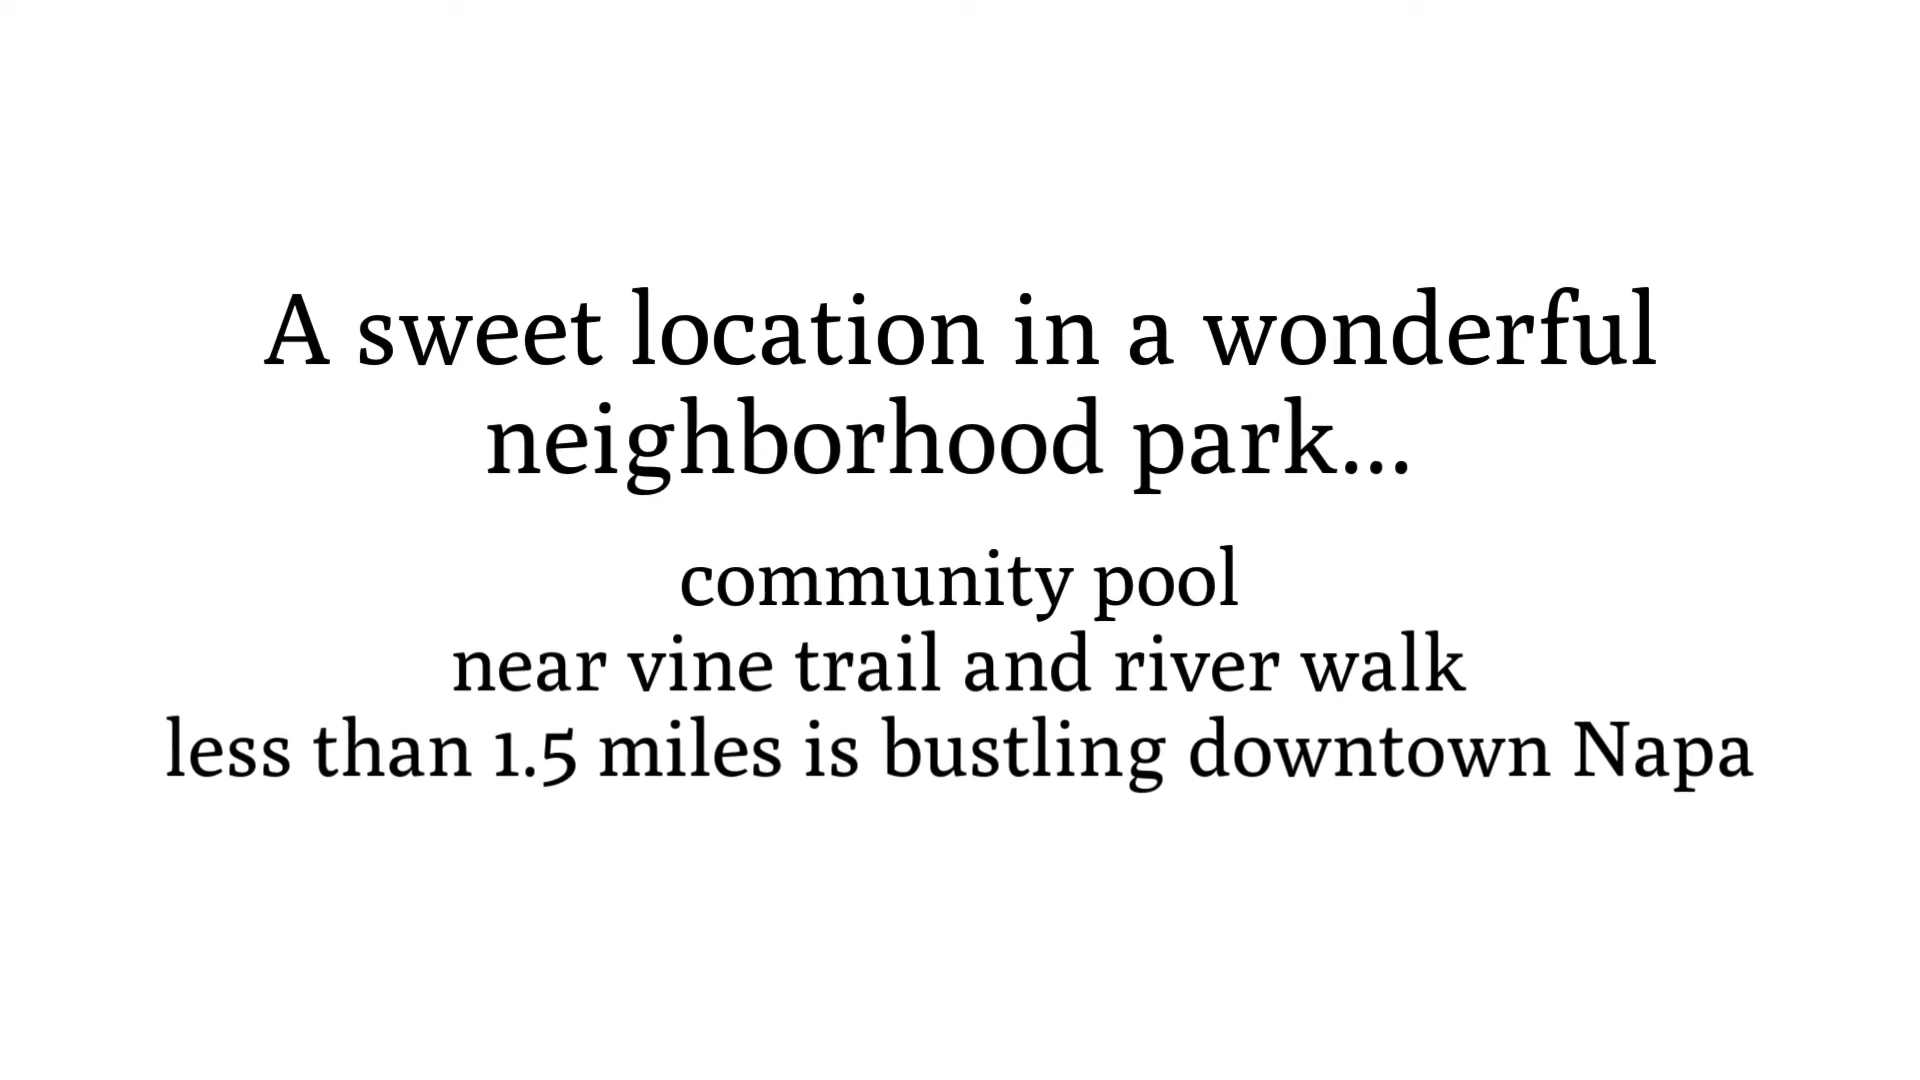 A sweet location in a wonderful
neighborhood park...
community pool
near vine trail and river walk
less than 1.5 miles is bustling downtown Napa